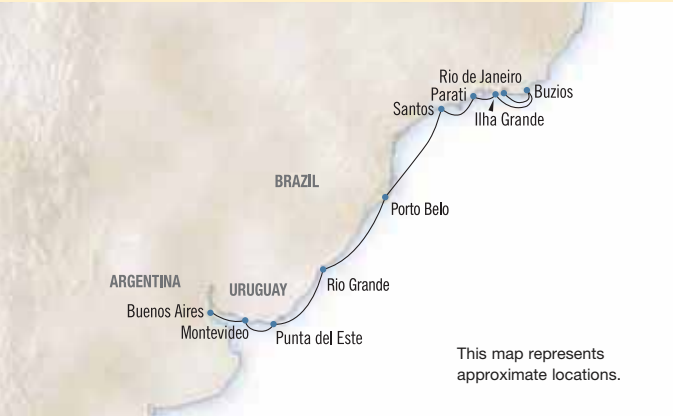 Rio de Janeiro
Buzios
Parati
Santos
Ilha Grande
BRAZIL
Porto Belo
ARGENTINA
URUGUAY
Rio Grande
Buenos Aires
Montevideo
Punta del Este
This map represents
approximate locations.